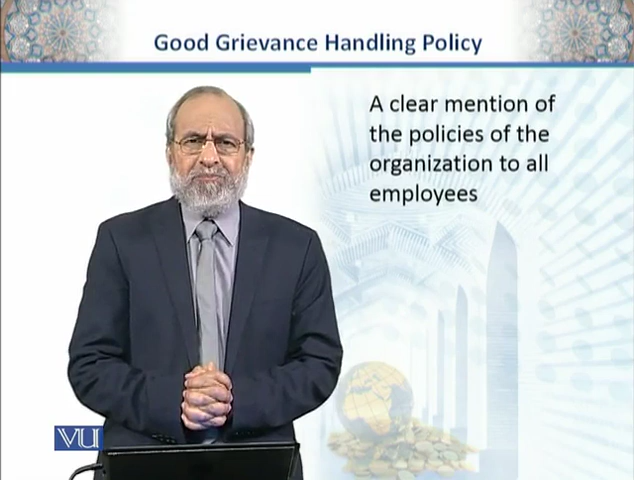 Good Grievance Handling Policy
A clear mention of
the policies of the
organization to all
employees
VU